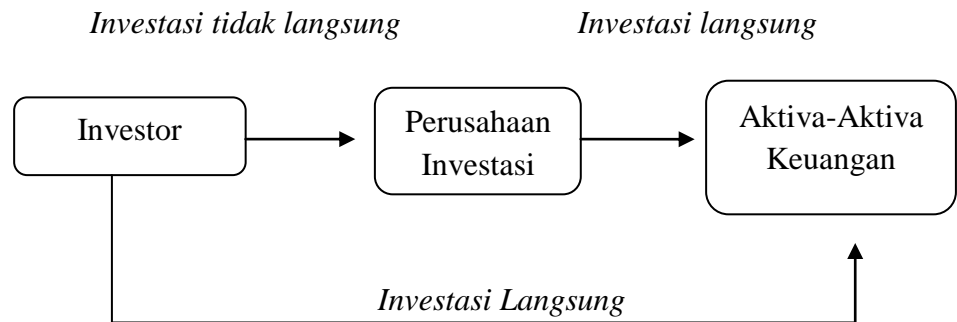 Investasi tidak langsung
Investasi langsung
Investor
Perusahaan
Investasi
Aktiva-Aktiva
Keuangan
Investasi Langsung